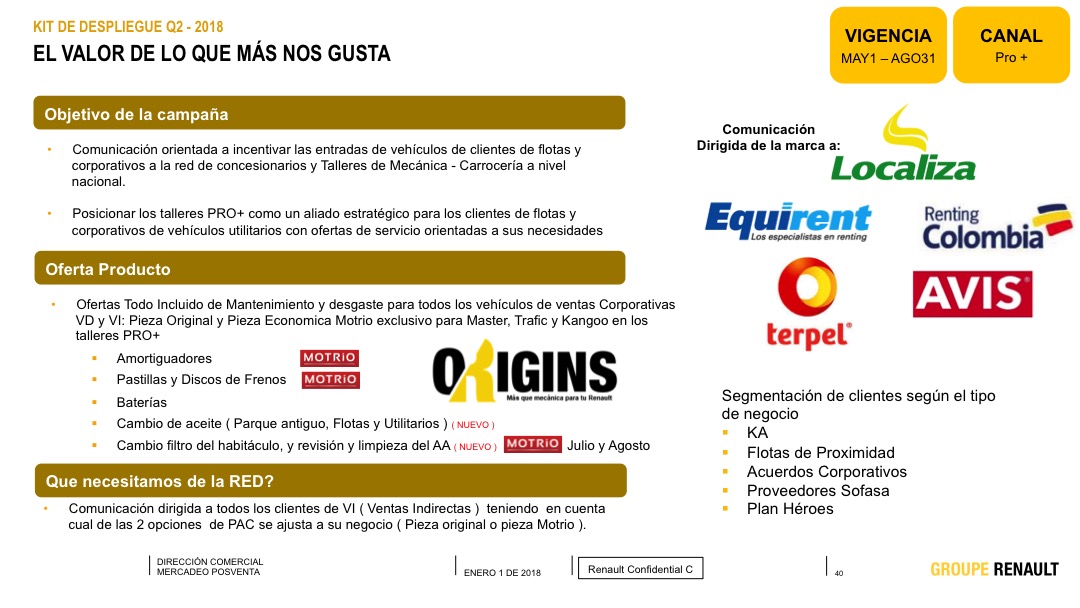 KIT DE DESPLIEGUE Q2 - 2018
EL VALOR DE LO QUE MÁS NOS GUSTA
VIGENCIA
MAY1 – AGO31
CANAL
Pro +
Objetivo de la campaña
• Comunicación orientada a incentivar las entradas de vehículos de clientes de flotas y
corporativos a la red de concesionarios y Talleres de Mecánica - Carrocería a nivel
nacional.
• Posicionar los talleres PRO+ como un aliado estratégico para los clientes de flotas y
corporativos de vehículos utilitarios con ofertas de servicio orientadas a sus necesidades
Oferta Producto
• Ofertas Todo Incluido de Mantenimiento y desgaste para todos los vehículos de ventas Corporativas
VD y VI: Pieza Original y Pieza Economica Motrio exclusivo para Master, Trafic y Kangoo en los
talleres PRO+
▪ Amortiguadores MOTRiO
▪ Pastillas y Discos de Frenos MOTRiO
▪ Baterías
▪ Cambio de aceite ( Parque antiguo, Flotas y Utilitarios ) ( NUEVO )
▪ Cambio filtro del habitáculo, y revisión y limpieza del AA ( NUEVO ) MOTRiO Julio y Agosto
ORIGINS
Más que mecánica para tu Renault
Que necesitamos de la RED?
• Comunicación dirigida a todos los clientes de VI ( Ventas Indirectas ) teniendo en cuenta
cual de las 2 opciones de PAC se ajusta a su negocio ( Pieza original o pieza Motrio ).
Comunicación
Dirigida de la marca a:
Localiza
Equirent
Los especialistas en renting
Renting
Colombia
terpel
AVIS
Segmentación de clientes según el tipo
de negocio
▪ KA
▪ Flotas de Proximidad
▪ Acuerdos Corporativos
▪ Proveedores Sofasa
▪ Plan Héroes
DIRECCIÓN COMERCIAL
MERCADEO POSVENTA
ENERO 1 DE 2018
Renault Confidential C
40
GROUPE RENAULT